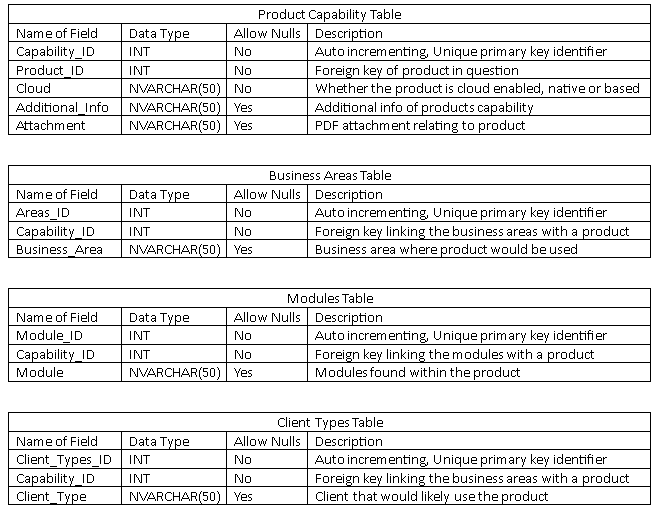 Product Capability Table
Name of Field Data Type Allow Nulls Description
Capability_ID INT No Auto incrementing, Unique primary key identifier
Product_ID INT No Foreign key of product in question
Cloud NVARCHAR(50) No Whether the product is cloud enabled, native or based
Additional_Info NVARCHAR(50) Yes Additional info of products capability
Attachment NVARCHAR(50) Yes PDF attachment relating to product
Business Areas Table
Name of Field Data Type Allow Nulls Description
Areas_ID INT No Auto incrementing, Unique primary key identifier
Capability_ID INT No Foreign key linking the business areas with a product
Business_Area NVARCHAR(50) Yes Business area where product would be used
Modules Table
Name of Field Data Type Allow Nulls Description
Module_ID INT No Auto incrementing, Unique primary key identifier
Capability_ID INT No Foreign key linking the modules with a product
Module NVARCHAR(50) Yes Modules found within the product
Client Types Table
Name of Field Data Type Allow Nulls Description
Client_Types_ID INT No Auto incrementing, Unique primary key identifier
Capability_ID INT No Foreign key linking the business areas with a product
Client_Type NVARCHAR(50) Yes Client that would likely use the product